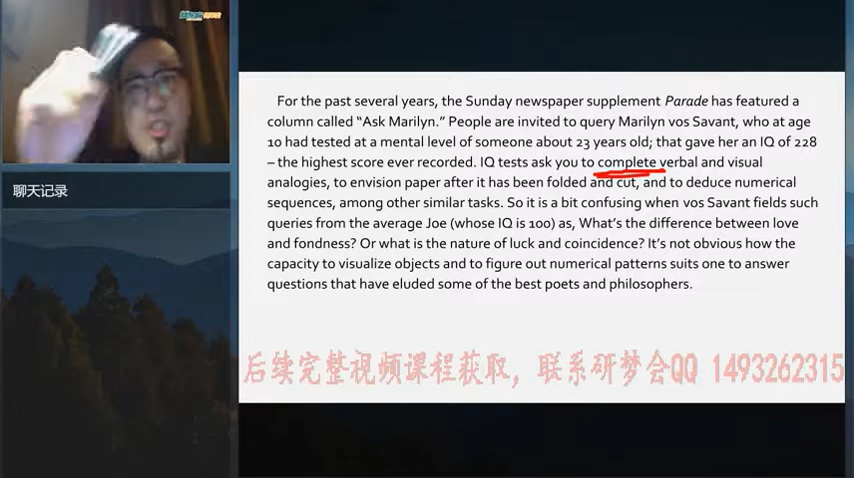 聊天记录
For the past several years, the Sunday newspaper supplement Parade has featured a
column called “Ask Marilyn.” People are invited to query Marilyn vos Savant, who at age
10 had tested at a mental level of someone about 23 years old; that gave her an IQ of 228
– the highest score ever recorded. IQ tests ask you to complete verbal and visual
analogies, to envision paper after it has been folded and cut, and to deduce numerical
sequences, among other similar tasks. So it is a bit confusing when vos Savant fields such
queries from the average Joe (whose IQ is 100) as, What’s the difference between love
and fondness? Or what is the nature of luck and coincidence? It’s not obvious how the
capacity to visualize objects and to figure out numerical patterns suits one to answer
questions that have eluded some of the best poets and philosophers.
后续完整视频课程获取，联系研梦会QQ 1493262315